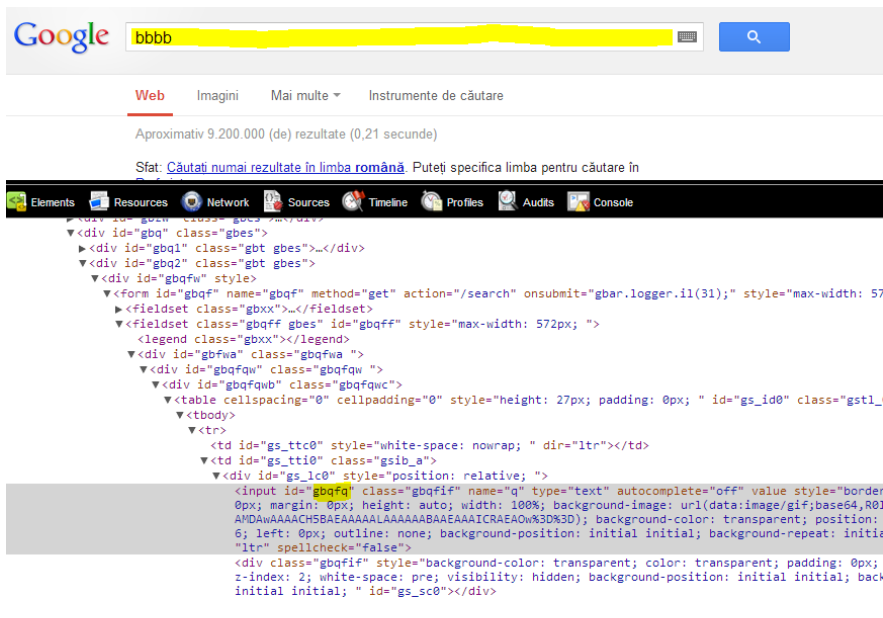 Google bbbb
Web Imagini Mai multe Instrumente de căutare
Aproximativ 9.200.000 (de) rezultate (0,21 secunde)
Sfat: Căutați numai rezultate în limba română. Puteți specifica limba pentru căutare în
Elements Resources Network Sources Timeline Profiles Audits Console
▼<div id="gbq" class="gbes">
▶<div id="gbq1" class="gbt gbes">…</div>
▼<div id="gbq2" class="gbt gbes">
▼<div id="gbqfw" style>
▼<form id="gbqf" name="gbqf" method="get" action="/search" onsubmit="gbar.logger.il(31);" style="max-width: 57
▶<fieldset class="gbxx">…</fieldset>
▼<fieldset class="gbqff gbes" id="gbqff" style="max-width: 572px; ">
<legend class="gbxx"></legend>
▼<div id="gbfwa" class="gbqfwa ">
▼<div id="gbqfqw" class="gbqfqw ">
▼<div id="gbqfqwb" class="gbqfqwc">
▼<table cellspacing="0" cellpadding="0" style="height: 27px; padding: 0px; " id="gs_id0" class="gstl_
▼<tbody>
▼<tr>
<td id="gs_ttc0" style="white-space: nowrap; " dir="ltr"></td>
▼<td id="gs_tti0" class="gsib_a">
▼<div id="gs_lc0" style="position: relative; ">
<input id="gbqfq" class="gbqfif" name="q" type="text" autocomplete="off" value style="border
0px; margin: 0px; height: auto; width: 100%; background-image: url(data:image/gif;base64,R0l
AMDAwAAAACH5BAEAAAAALAAAAAABAAEAAAICRAEAOw%3D%3D); background-color: transparent; position:
6; left: 0px; outline: none; background-position: initial initial; background-repeat: initia
"ltr" spellcheck="false">
<div class="gbqfif" style="background-color: transparent; color: transparent; padding: 0px;
z-index: 2; white-space: pre; visibility: hidden; background-position: initial initial; back
initial initial; " id="gs_sc0"></div>